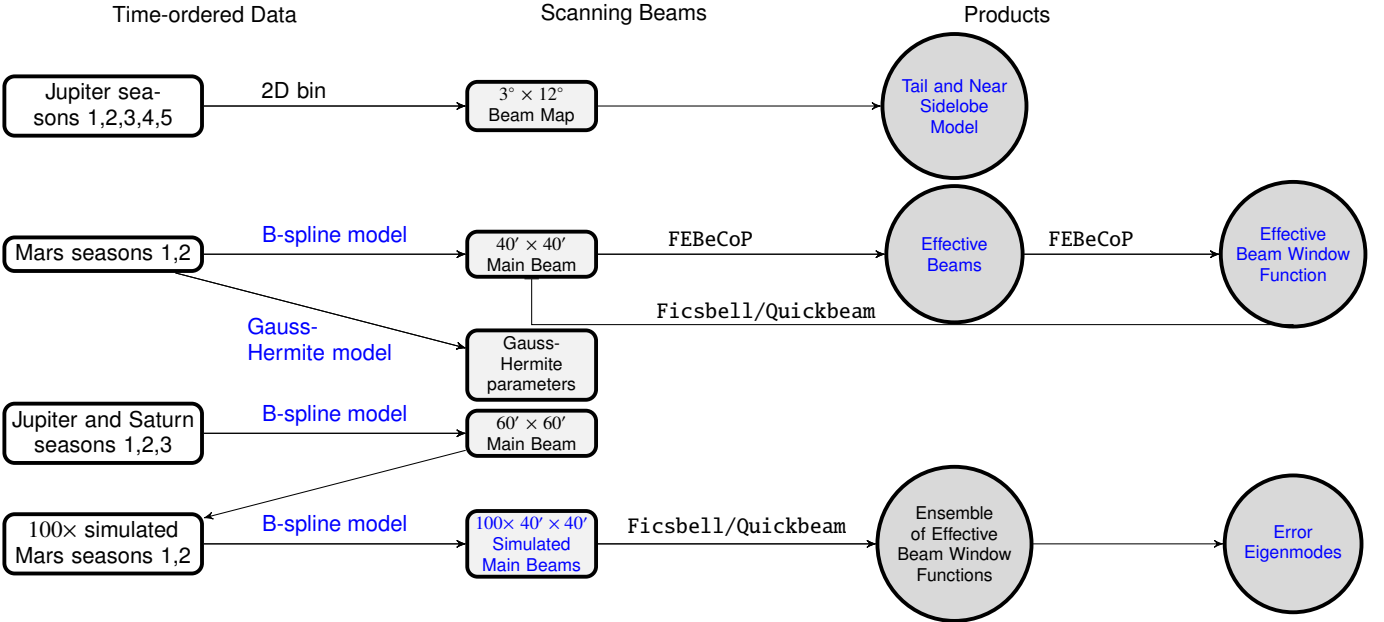 Time-ordered Data
Scanning Beams
Products
Jupiter sea-
sons 1,2,3,4,5
2D bin
3° × 12°
Beam Map
Tail and Near
Sidelobe
Model
Mars seasons 1,2
B-spline model
40′ × 40′
Main Beam
FEBeCoP
Effective
Beams
FEBeCoP
Effective
Beam Window
Function
Ficsbell/Quickbeam
Gauss-
Hermite model
Gauss-
Hermite
parameters
Jupiter and Saturn
seasons 1,2,3
B-spline model
60′ × 60′
Main Beam
100× simulated
Mars seasons 1,2
B-spline model
100× 40′ × 40′
Simulated
Main Beams
Ficsbell/Quickbeam
Ensemble
of Effective
Beam Window
Functions
Error
Eigenmodes